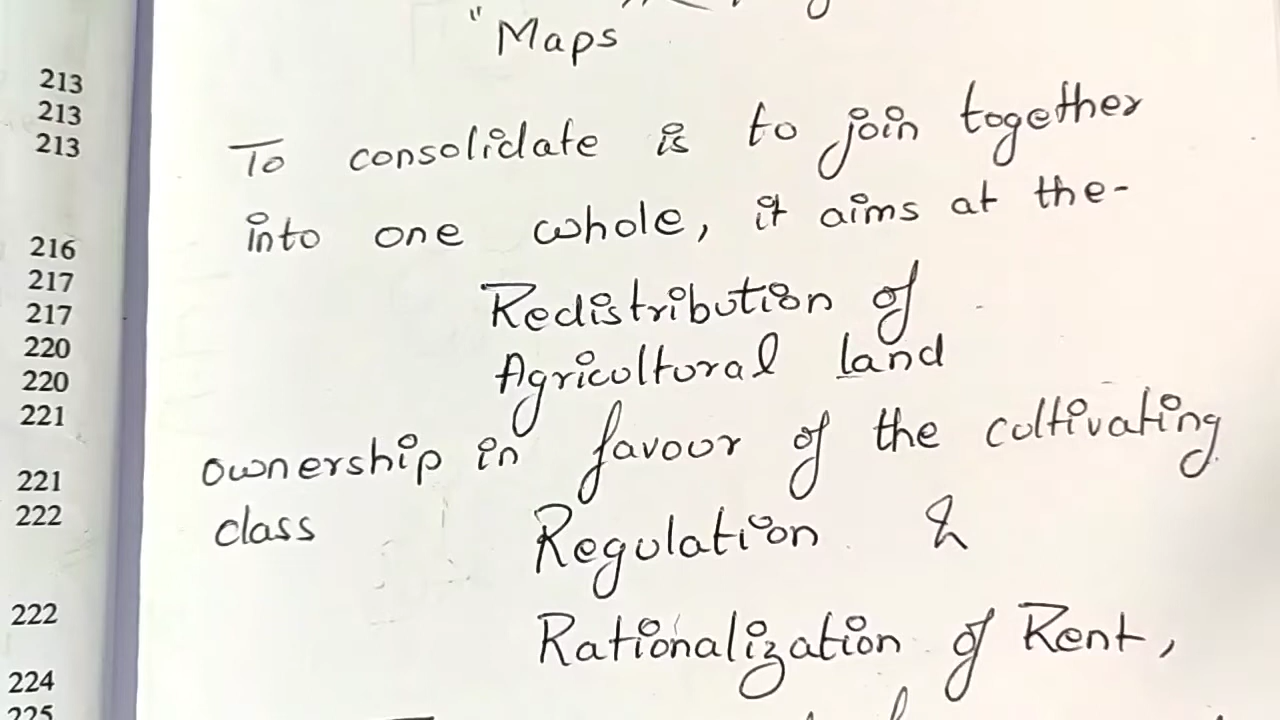 "Maps
213
213
213
To consolidate is to join together
into one whole, it aims at the-
216
217
217
220
220
221
221
222
222
224
225
Redistribution of
Agricultural land
ownership in favour of the cultivating
class Regulation &
Rationalization of Rent,